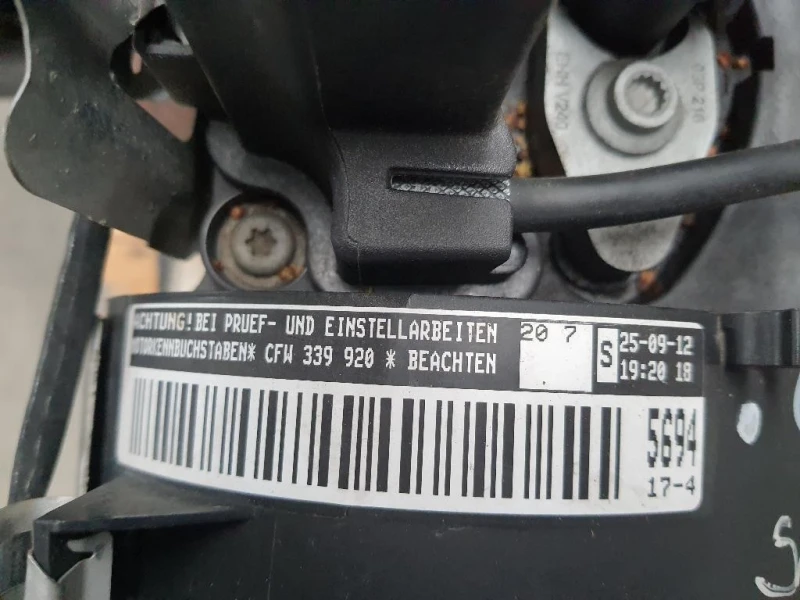 ACHTUNG! BEI PRUEF- UND EINSTELLARBEITEN
MOTORKENNBUCHSTABEN* CFW 339 920 * BEACHTEN
20 7
S
25-09-12
19:20 18
5694
17-4